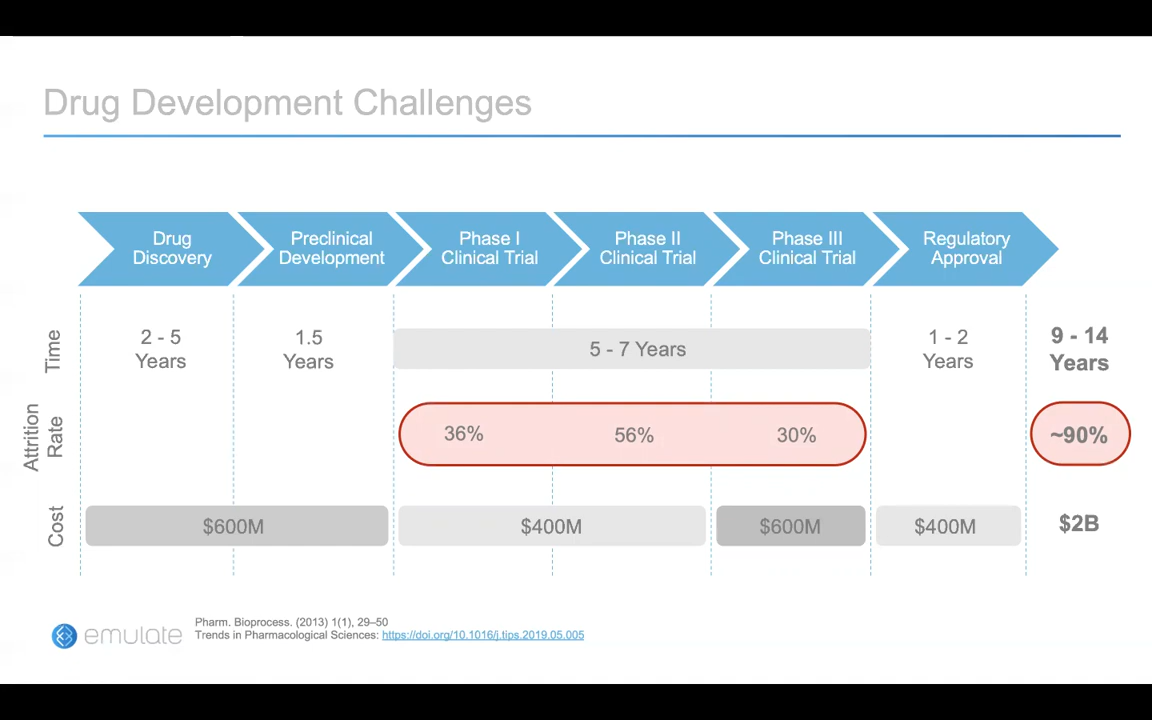 Drug Development Challenges
Drug
Discovery
Preclinical
Development
Phase I
Clinical Trial
Phase II
Clinical Trial
Phase III
Clinical Trial
Regulatory
Approval
Time
2 - 5
Years
1.5
Years
5 - 7 Years
1 - 2
Years
9 - 14
Years
Attrition
Rate
36%
56%
30%
~90%
Cost
$600M
$400M
$600M
$400M
$2B
emulate
Pharm. Bioprocess. (2013) 1(1), 29–50
Trends in Pharmacological Sciences: https://doi.org/10.1016/j.tips.2019.05.005